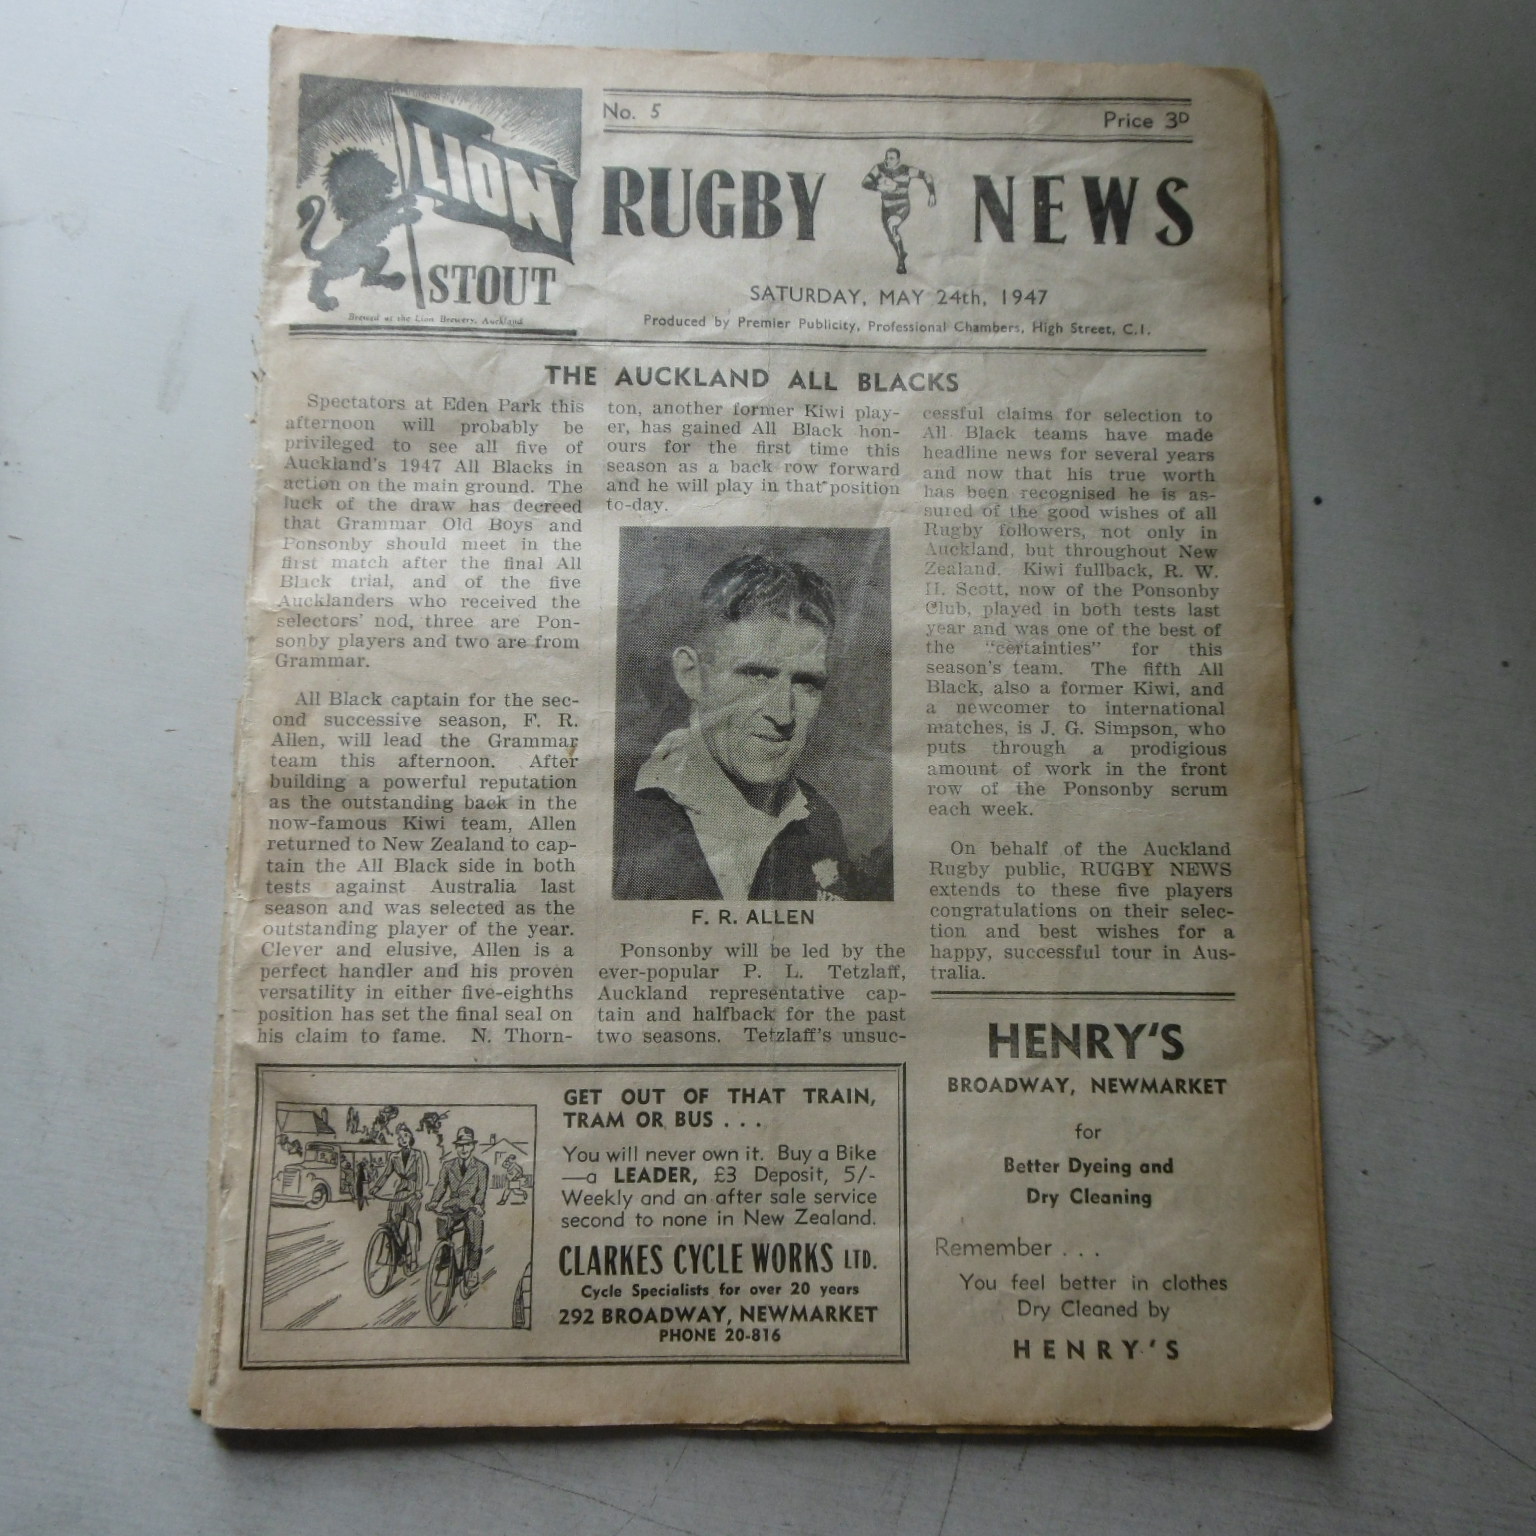 LION
STOUT
Brewed at the Lion Brewery, Auckland
No. 5
Price 3D
RUGBY NEWS
SATURDAY, MAY 24th, 1947
Produced by Premier Publicity, Professional Chambers, High Street, C.1.
THE AUCKLAND ALL BLACKS
Spectators at Eden Park this
afternoon will probably be
privileged to see all five of
Auckland's 1947 All Blacks in
action on the main ground. The
luck of the draw has decreed
that Grammar Old Boys and
Ponsonby should meet in the
first match after the final All
Black trial, and of the five
Aucklanders who received the
selectors' nod, three are Pon-
sonby players and two are from
Grammar.
All Black captain for the sec-
ond successive season, F. R.
Allen, will lead the Grammar
team this afternoon. After
building a powerful reputation
as the outstanding back in the
now-famous Kiwi team, Allen
returned to New Zealand to cap-
tain the All Black side in both
tests against Australia last
season and was selected as the
outstanding player of the year.
Clever and elusive, Allen is a
perfect handler and his proven
versatility in either five-eighths
position has set the final seal on
his claim to fame. N. Thorn-
ton, another former Kiwi play-
er, has gained All Black hon-
ours for the first time this
season as a back row forward
and he will play in that position
to-day.
F. R. ALLEN
Ponsonby will be led by the
ever-popular P. L. Tetzlaff,
Auckland representative cap-
tain and halfback for the past
two seasons. Tetzlaff's unsuc-
cessful claims for selection to
All Black teams have made
headline news for several years
and now that his true worth
has been recognised he is as-
sured of the good wishes of all
Rugby followers, not only in
Auckland, but throughout New
Zealand. Kiwi fullback, R. W.
H. Scott, now of the Ponsonby
Club, played in both tests last
year and was one of the best of
the "certainties" for this
season's team. The fifth All
Black, also a former Kiwi, and
a newcomer to international
matches, is J. G. Simpson, who
puts through a prodigious
amount of work in the front
row of the Ponsonby scrum
each week.
On behalf of the Auckland
Rugby public, RUGBY NEWS
extends to these five players
congratulations on their selec-
tion and best wishes for a
happy, successful tour in Aus-
tralia.
GET OUT OF THAT TRAIN,
TRAM OR BUS . . .
You will never own it. Buy a Bike
—a LEADER, £3 Deposit, 5/-
Weekly and an after sale service
second to none in New Zealand.
CLARKES CYCLE WORKS LTD.
Cycle Specialists for over 20 years
292 BROADWAY, NEWMARKET
PHONE 20-816
HENRY'S
BROADWAY, NEWMARKET
for
Better Dyeing and
Dry Cleaning
Remember . . .
You feel better in clothes
Dry Cleaned by
HENRY'S